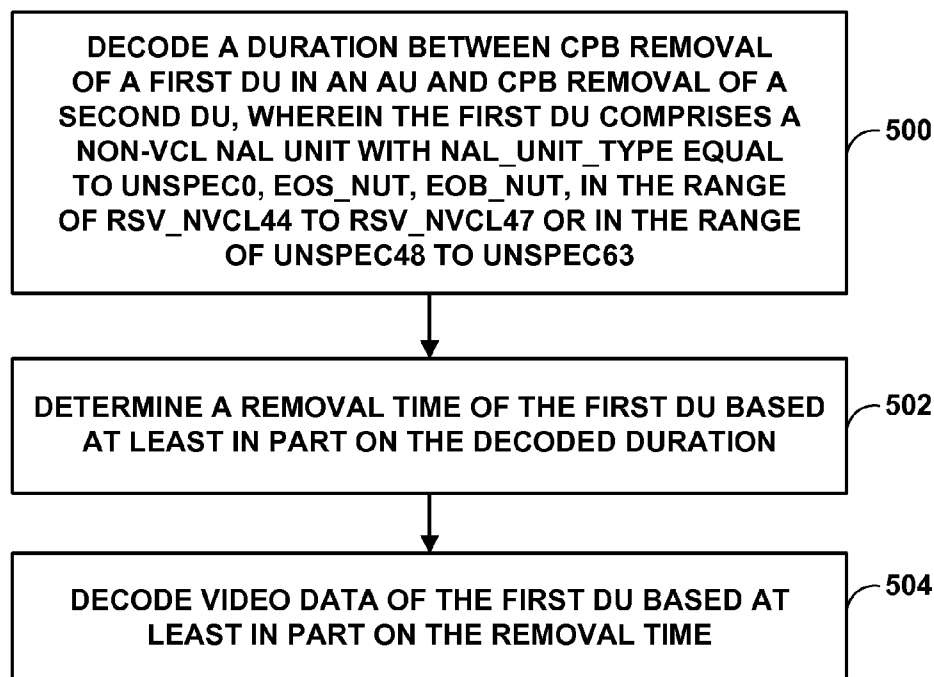 DECODE A DURATION BETWEEN CPB REMOVAL
OF A FIRST DU IN AN AU AND CPB REMOVAL OF A
SECOND DU, WHEREIN THE FIRST DU COMPRISES A
NON-VCL NAL UNIT WITH NAL_UNIT_TYPE EQUAL
TO UNSPEC0, EOS_NUT, EOB_NUT, IN THE RANGE
OF RSV_NVCL44 TO RSV_NVCL47 OR IN THE RANGE
OF UNSPEC48 TO UNSPEC63
500
DETERMINE A REMOVAL TIME OF THE FIRST DU BASED
AT LEAST IN PART ON THE DECODED DURATION
502
DECODE VIDEO DATA OF THE FIRST DU BASED AT
LEAST IN PART ON THE REMOVAL TIME
504